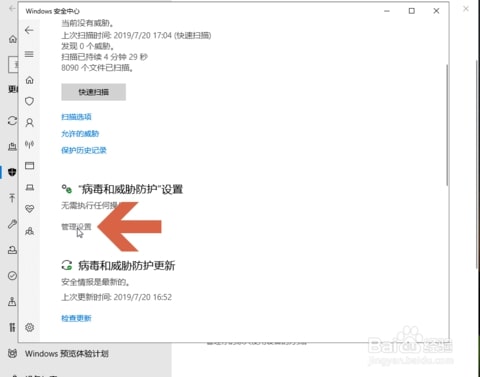 Windows 安全中心
当前没有威胁。
上次扫描时间: 2019/7/20 17:04 (快速扫描)
发现 0 个威胁。
扫描已持续 4 分钟 29 秒
8090 个文件已扫描。
快速扫描
扫描选项
允许的威胁
保护历史记录
"病毒和威胁防护"设置
无需执行任何操
管理设置
病毒和威胁防护更新
安全情报是最新的。
上次更新时间: 2019/7/20 16:52
检查更新
Windows 预览体验计划
Baidu 经验
jingyan.baidu.com